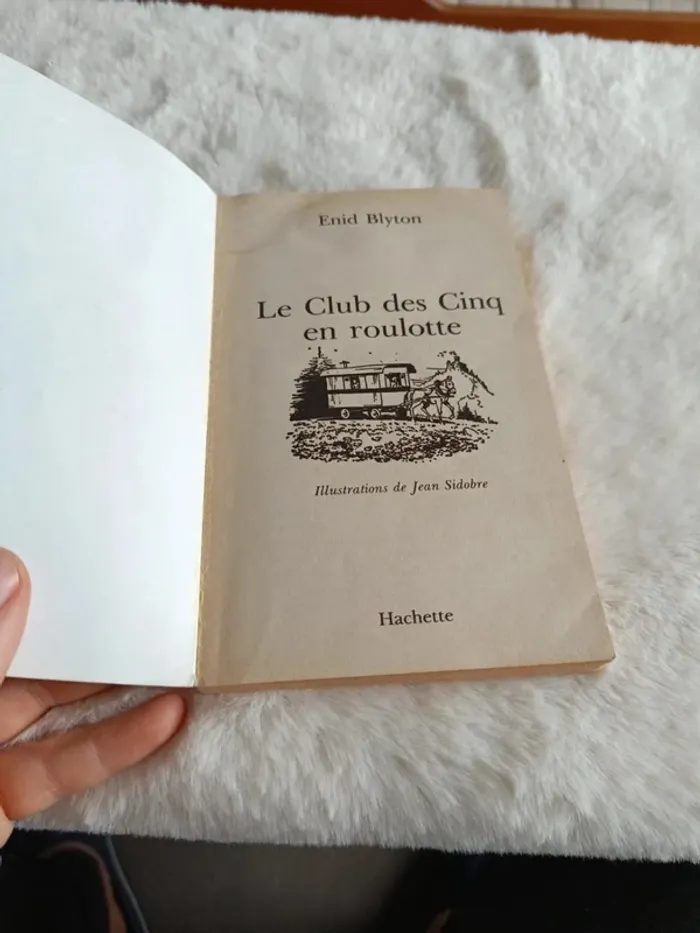 Enid Blyton
Le Club des Cinq
en roulotte
Illustrations de Jean Sidobre
Hachette